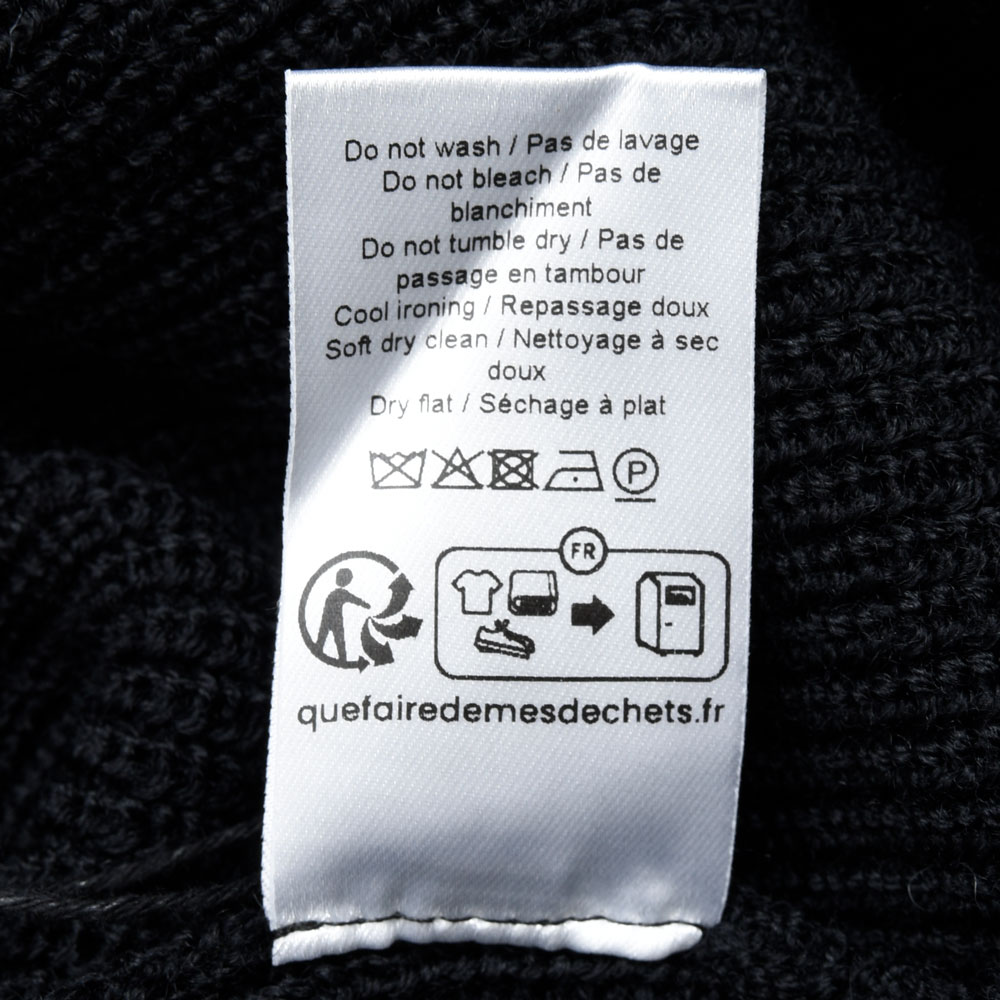 Do not wash / Pas de lavage
Do not bleach / Pas de
blanchiment
Do not tumble dry / Pas de
passage en tambour
Cool ironing / Repassage doux
Soft dry clean / Nettoyage à sec
doux
Dry flat / Séchage à plat
P
FR
quefairedemesdechets.fr